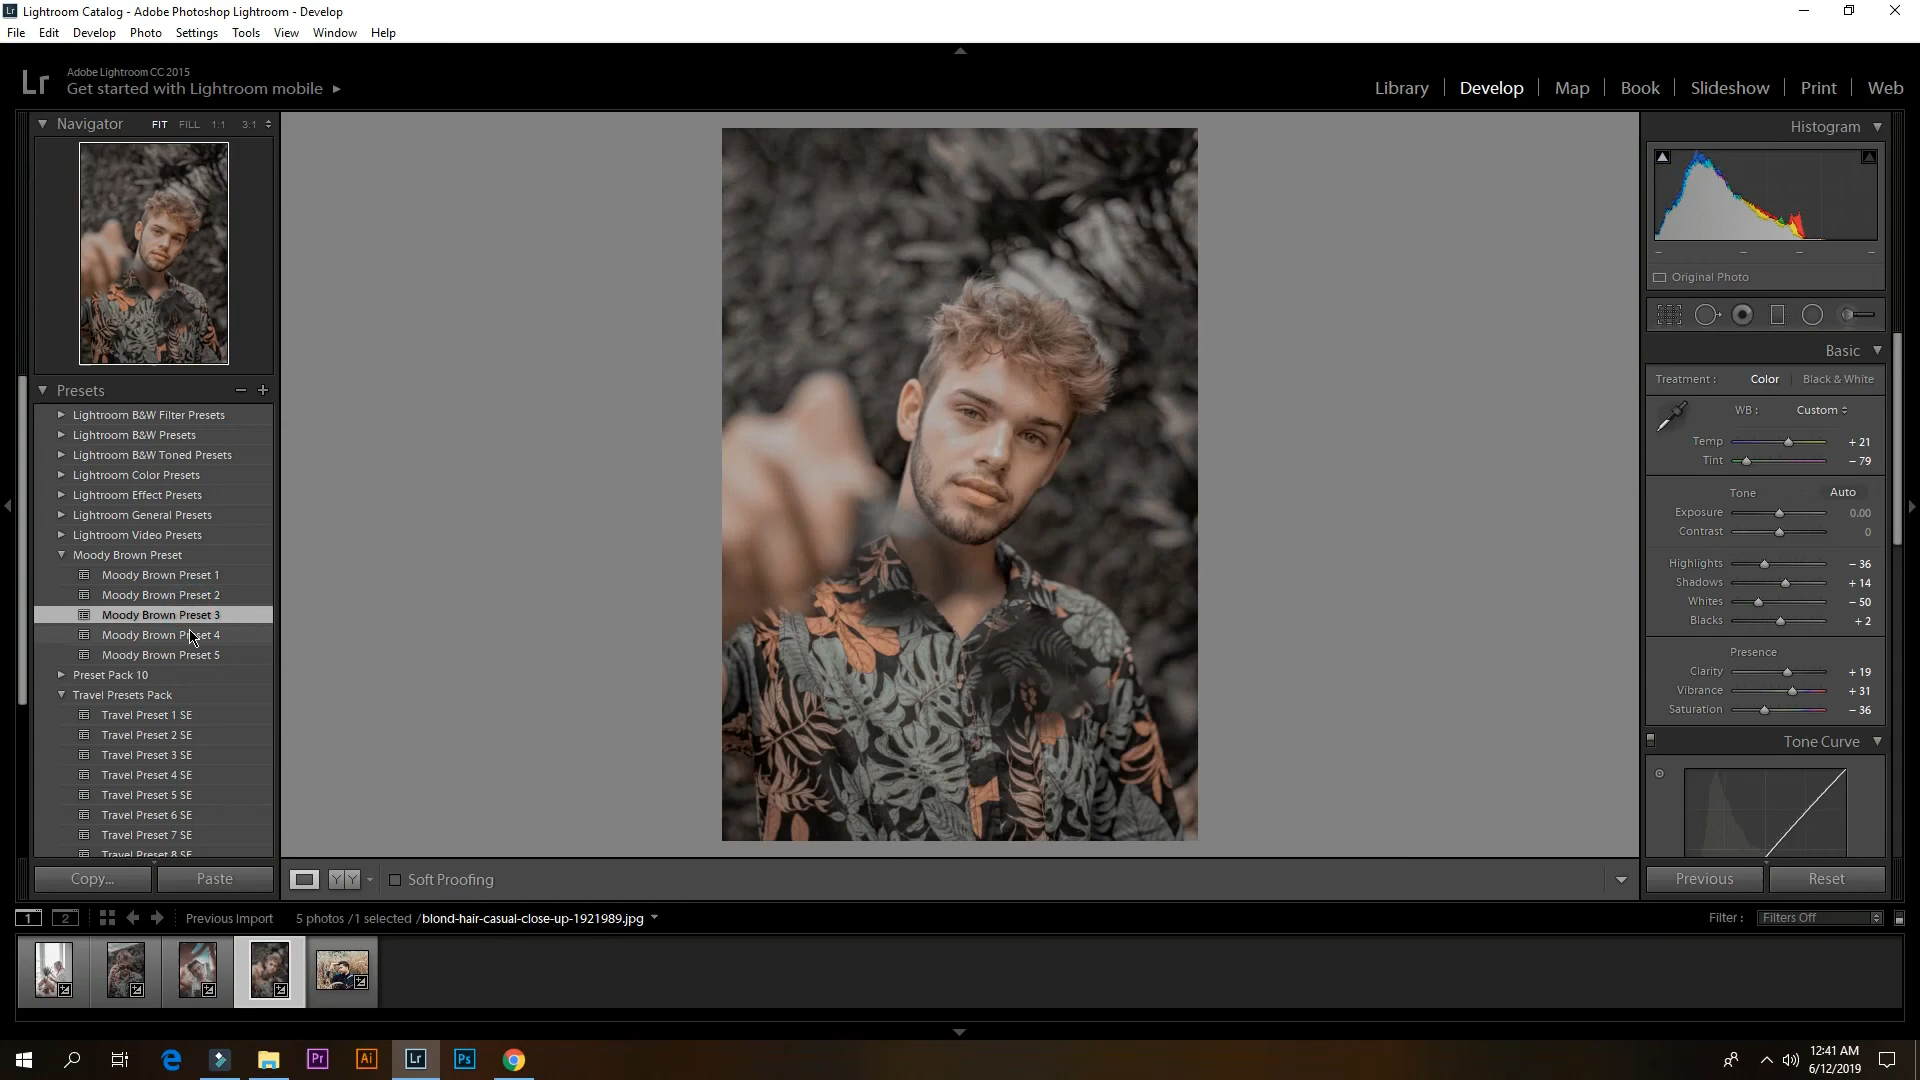 Lr Lightroom Catalog - Adobe Photoshop Lightroom - Develop
File Edit Develop Photo Settings Tools View Window Help
Lr Adobe Lightroom CC 2015
Get started with Lightroom mobile
Library Develop Map Book Slideshow Print Web
Navigator FIT FILL 1:1 3:1
Histogram
Original Photo
Basic
Treatment : Color Black & White
WB : Custom
Temp + 21
Tint – 79
Tone Auto
Exposure 0.00
Contrast 0
Highlights – 36
Shadows + 14
Whites – 50
Blacks + 2
Presence
Clarity + 19
Vibrance + 31
Saturation – 36
Tone Curve
Presets
Lightroom B&W Filter Presets
Lightroom B&W Presets
Lightroom B&W Toned Presets
Lightroom Color Presets
Lightroom Effect Presets
Lightroom General Presets
Lightroom Video Presets
Moody Brown Preset
Moody Brown Preset 1
Moody Brown Preset 2
Moody Brown Preset 3
Moody Brown Preset 4
Moody Brown Preset 5
Preset Pack 10
Travel Presets Pack
Travel Preset 1 SE
Travel Preset 2 SE
Travel Preset 3 SE
Travel Preset 4 SE
Travel Preset 5 SE
Travel Preset 6 SE
Travel Preset 7 SE
Travel Preset 8 SE
Copy... Paste
YY Soft Proofing
Previous Reset
1 2 Previous Import 5 photos /1 selected /blond-hair-casual-close-up-1921989.jpg
Filter : Filters Off
Pr Ai Lr Ps
12:41 AM
6/12/2019